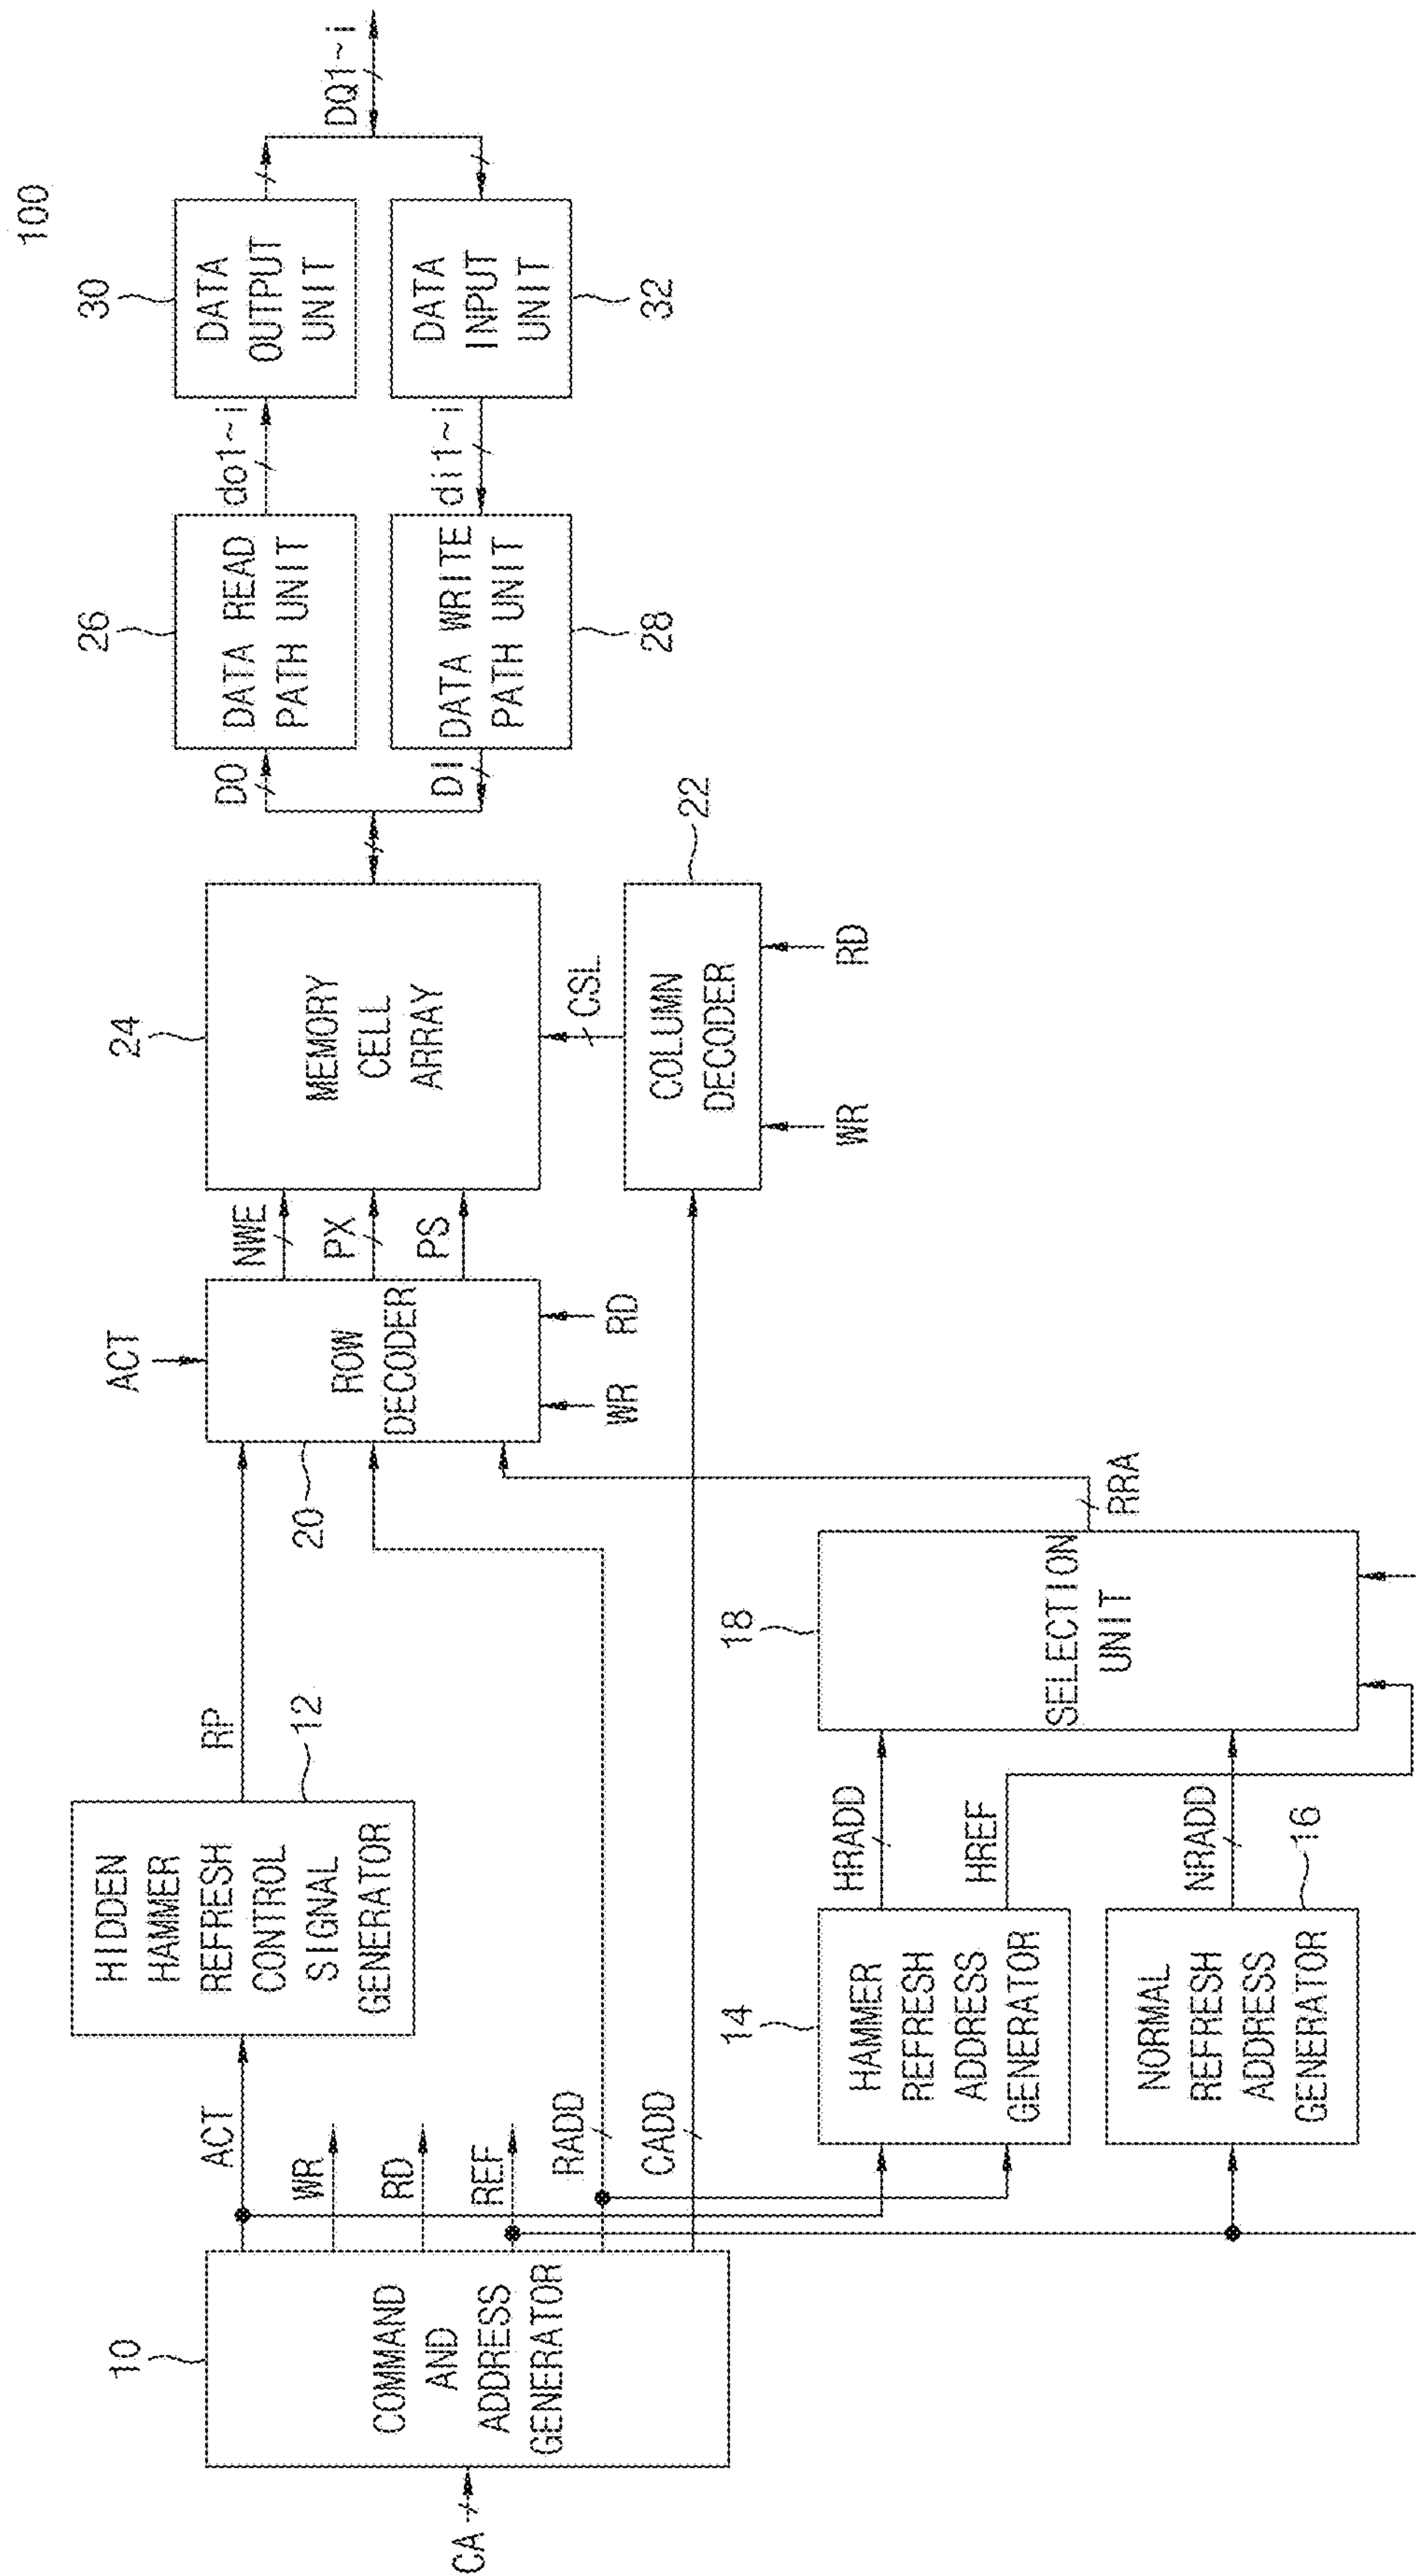 100
CA
10
COMMAND
AND
ADDRESS
GENERATOR
ACT
WR
RD
REF
RADD
CADD
HIDDEN
HAMMER
REFRESH
CONTROL
SIGNAL
GENERATOR
12
RP
14
HAMMER
REFRESH
ADDRESS
GENERATOR
NORMAL
REFRESH
ADDRESS
GENERATOR
16
HRADD
HREF
NRADD
18
SELECTION
UNIT
RRA
ACT
20
ROW
DECODER
WR
RD
NWE
PX
PS
24
MEMORY
CELL
ARRAY
CSL
22
COLUMN
DECODER
WR
RD
DO
DI
26
DATA READ
PATH UNIT
DATA WRITE
PATH UNIT
28
do1~i
di1~i
30
DATA
OUTPUT
UNIT
DATA
INPUT
UNIT
32
DQ1~i